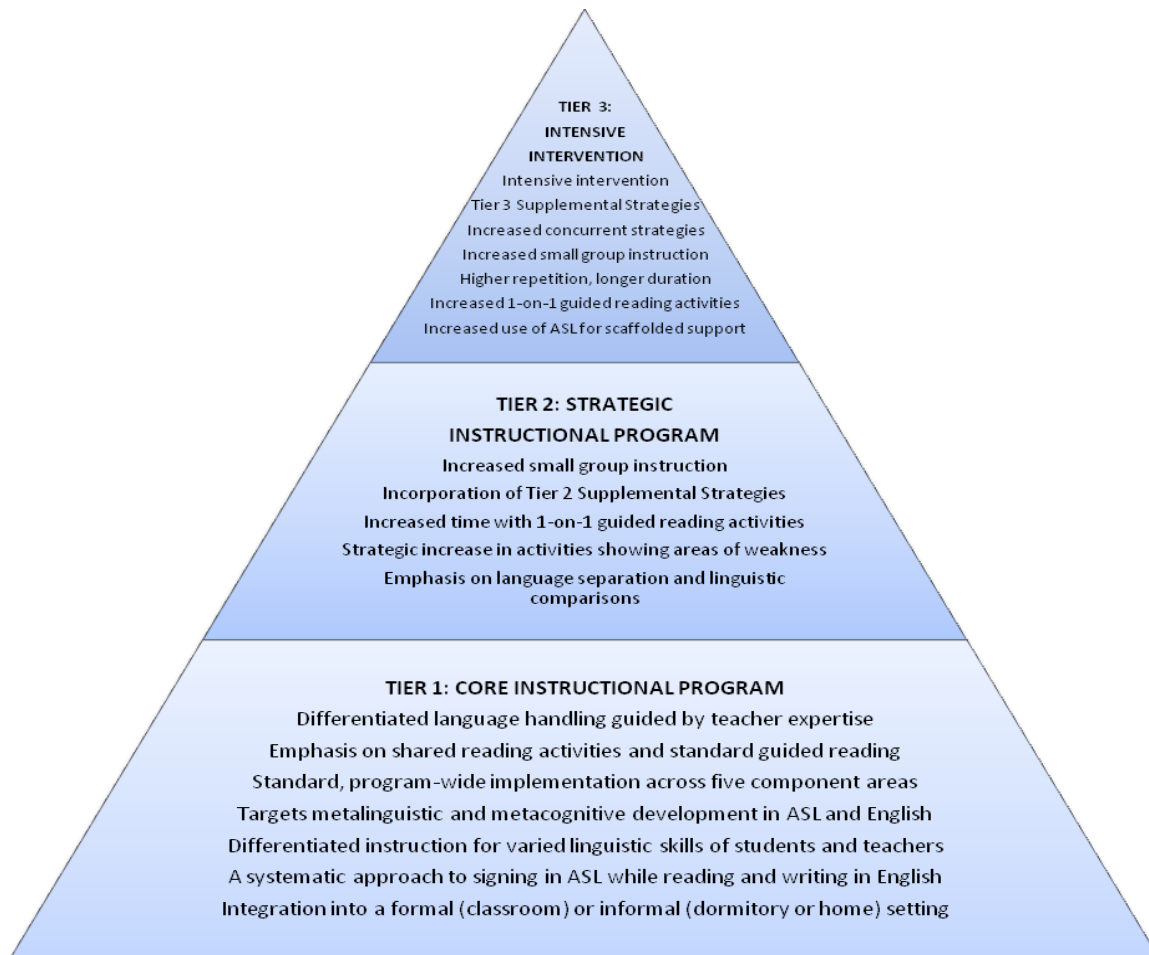 TIER 3:
INTENSIVE
INTERVENTION
Intensive intervention
Tier 3 Supplemental Strategies
Increased concurrent strategies
Increased small group instruction
Higher repetition, longer duration
Increased 1-on-1 guided reading activities
Increased use of ASL for scaffolded support
TIER 2: STRATEGIC
INSTRUCTIONAL PROGRAM
Increased small group instruction
Incorporation of Tier 2 Supplemental Strategies
Increased time with 1-on-1 guided reading activities
Strategic increase in activities showing areas of weakness
Emphasis on language separation and linguistic
comparisons
TIER 1: CORE INSTRUCTIONAL PROGRAM
Differentiated language handling guided by teacher expertise
Emphasis on shared reading activities and standard guided reading
Standard, program-wide implementation across five component areas
Targets metalinguistic and metacognitive development in ASL and English
Differentiated instruction for varied linguistic skills of students and teachers
A systematic approach to signing in ASL while reading and writing in English
Integration into a formal (classroom) or informal (dormitory or home) setting